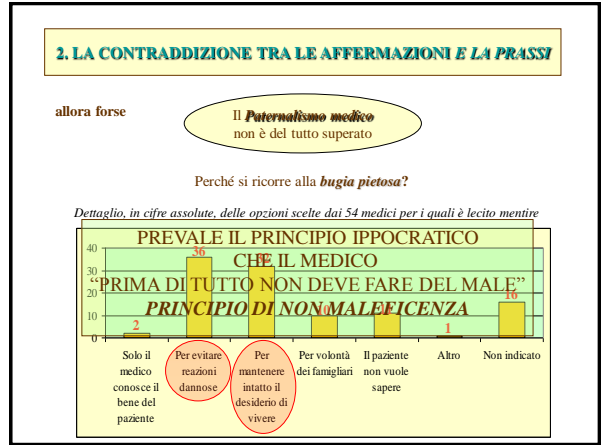 2. LA CONTRADDIZIONE TRA LE AFFERMAZIONI E LA PRASSI
allora forse
Il Paternalismo medico
non è del tutto superato
Perché si ricorre alla bugia pietosa?
Dettaglio, in cifre assolute, delle opzioni scelte dai 54 medici per i quali è lecito mentire
PREVALE IL PRINCIPIO IPPOCRATICO
CHE IL MEDICO
“PRIMA DI TUTTO NON DEVE FARE DEL MALE”
PRINCIPIO DI NON MALEFICENZA
40
30
20
10
0
2
36
32
10
1
16
Solo il
medico
conosce il
bene del
paziente
Per evitare
reazioni
dannose
Per
mantenere
intatto il
desiderio di
vivere
Per volontà
dei famigliari
Il paziente
non vuole
sapere
Altro
Non indicato